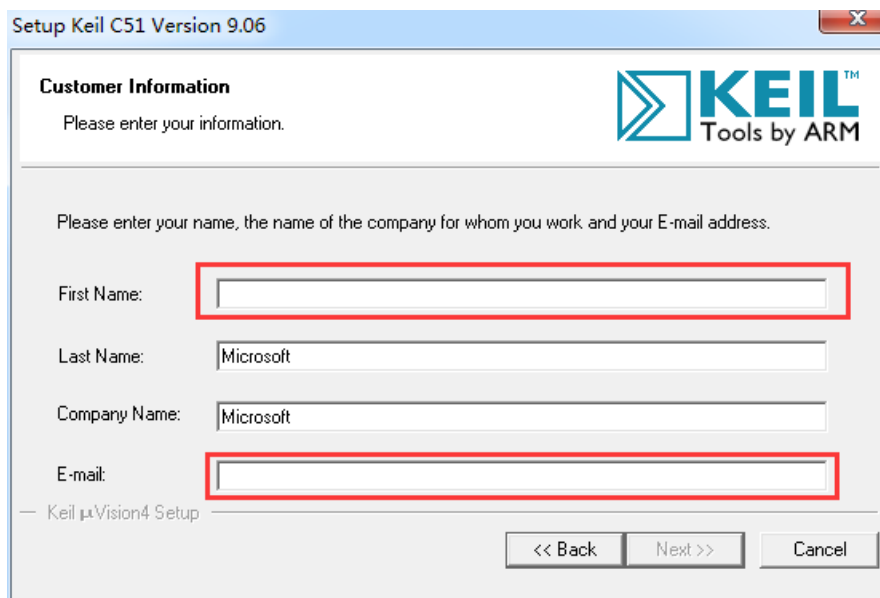 Setup Keil C51 Version 9.06
Customer Information
Please enter your information.
KEIL™
Tools by ARM
Please enter your name, the name of the company for whom you work and your E-mail address.
First Name:
Last Name: Microsoft
Company Name: Microsoft
E-mail:
Keil µVision4 Setup
<< Back Next >> Cancel